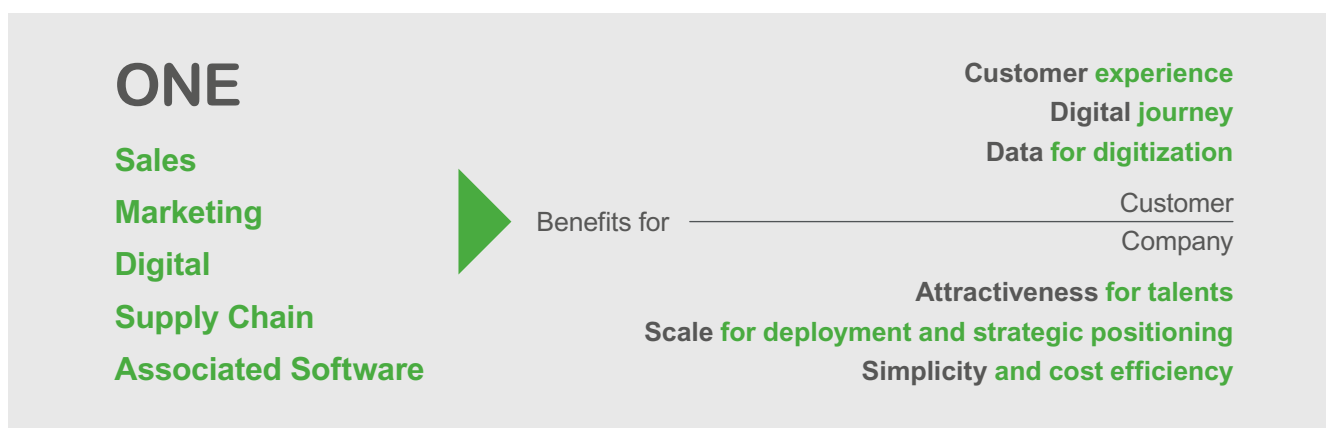 ONE
Sales
Marketing
Digital
Supply Chain
Associated Software
Benefits for
Customer experience
Digital journey
Data for digitization
Customer
Company
Attractiveness for talents
Scale for deployment and strategic positioning
Simplicity and cost efficiency